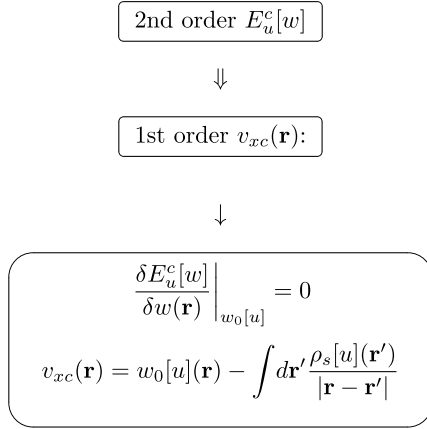 2nd order $E_u^c[w]$
⇓
1st order $v_{xc}(\mathbf{r})$:
↓
$\left. \frac{\delta E_u^c[w]}{\delta w(\mathbf{r})} \right|_{w_0[u]} = 0$
$v_{xc}(\mathbf{r}) = w_0[u](\mathbf{r}) - \int d\mathbf{r}' \frac{\rho_s[u](\mathbf{r}')}{|\mathbf{r} - \mathbf{r}'|}$